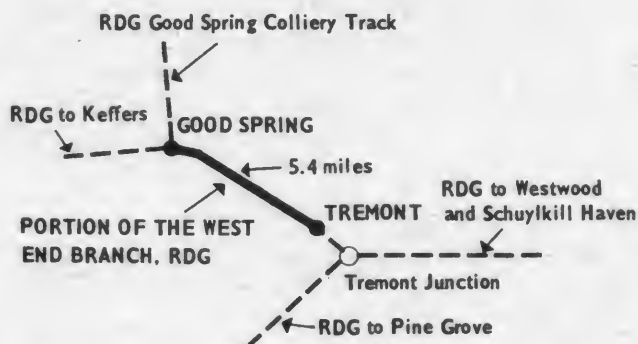 RDG Good Spring Colliery Track
RDG to Keffers
GOOD SPRING
5.4 miles
RDG to Westwood
and Schuylkill Haven
PORTION OF THE WEST
END BRANCH, RDG
TREMONT
Tremont Junction
RDG to Pine Grove